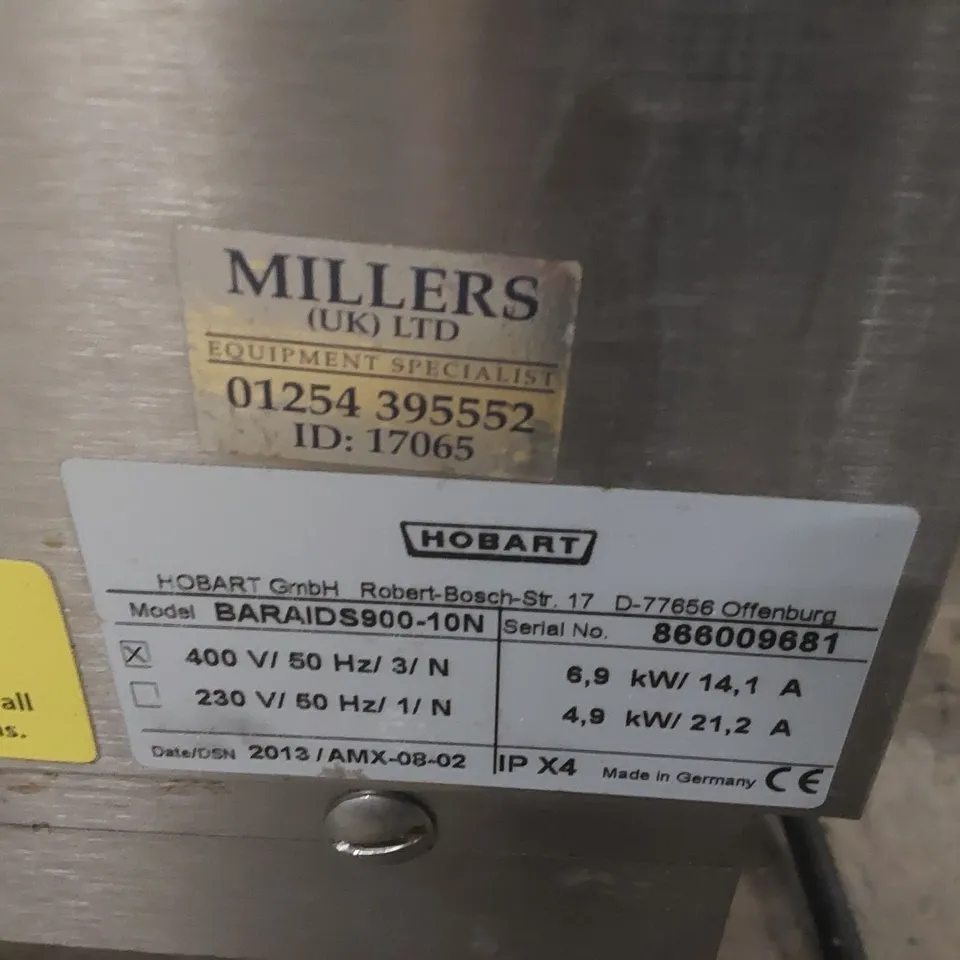 MILLERS
(UK) LTD
EQUIPMENT SPECIALIST
01254 395552
ID: 17065
HOBART
HOBART GmbH Robert-Bosch-Str. 17 D-77656 Offenburg
Model BARAIDS900-10N Serial No. 866009681
☒ 400 V/ 50 Hz/ 3/ N 6,9 kW/ 14,1 A
☐ 230 V/ 50 Hz/ 1/ N 4,9 kW/ 21,2 A
Date/DSN 2013 / AMX-08-02 IP X4 Made in Germany CE
all
s.